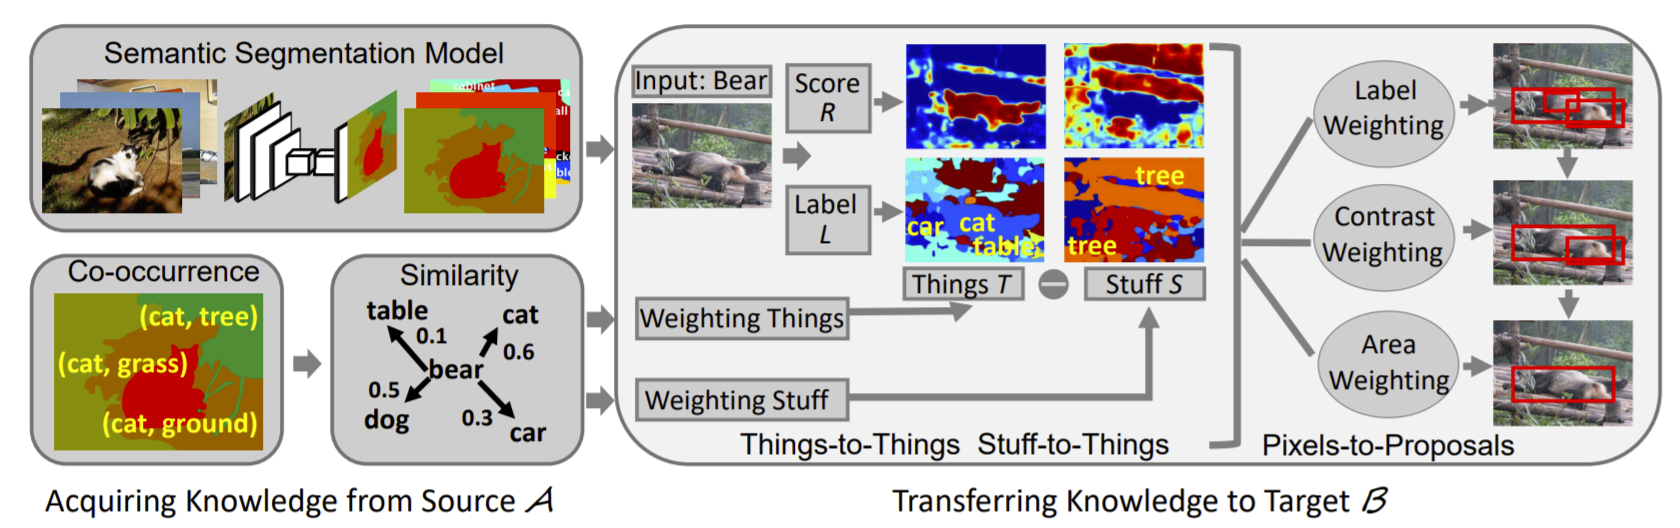 Semantic Segmentation Model
cabinet
Co-occurrence
(cat, tree)
(cat, grass)
(cat, ground)
Similarity
table
cat
0.1
0.6
bear
0.5
0.3
dog
car
Acquiring Knowledge from Source 𝒜
Input: Bear
Score
R
Label
L
car
cat
table
tree
tree
Things T
Stuff S
Weighting Things
Weighting Stuff
Things-to-Things
Stuff-to-Things
Label
Weighting
Contrast
Weighting
Area
Weighting
Pixels-to-Proposals
Transferring Knowledge to Target ℬ